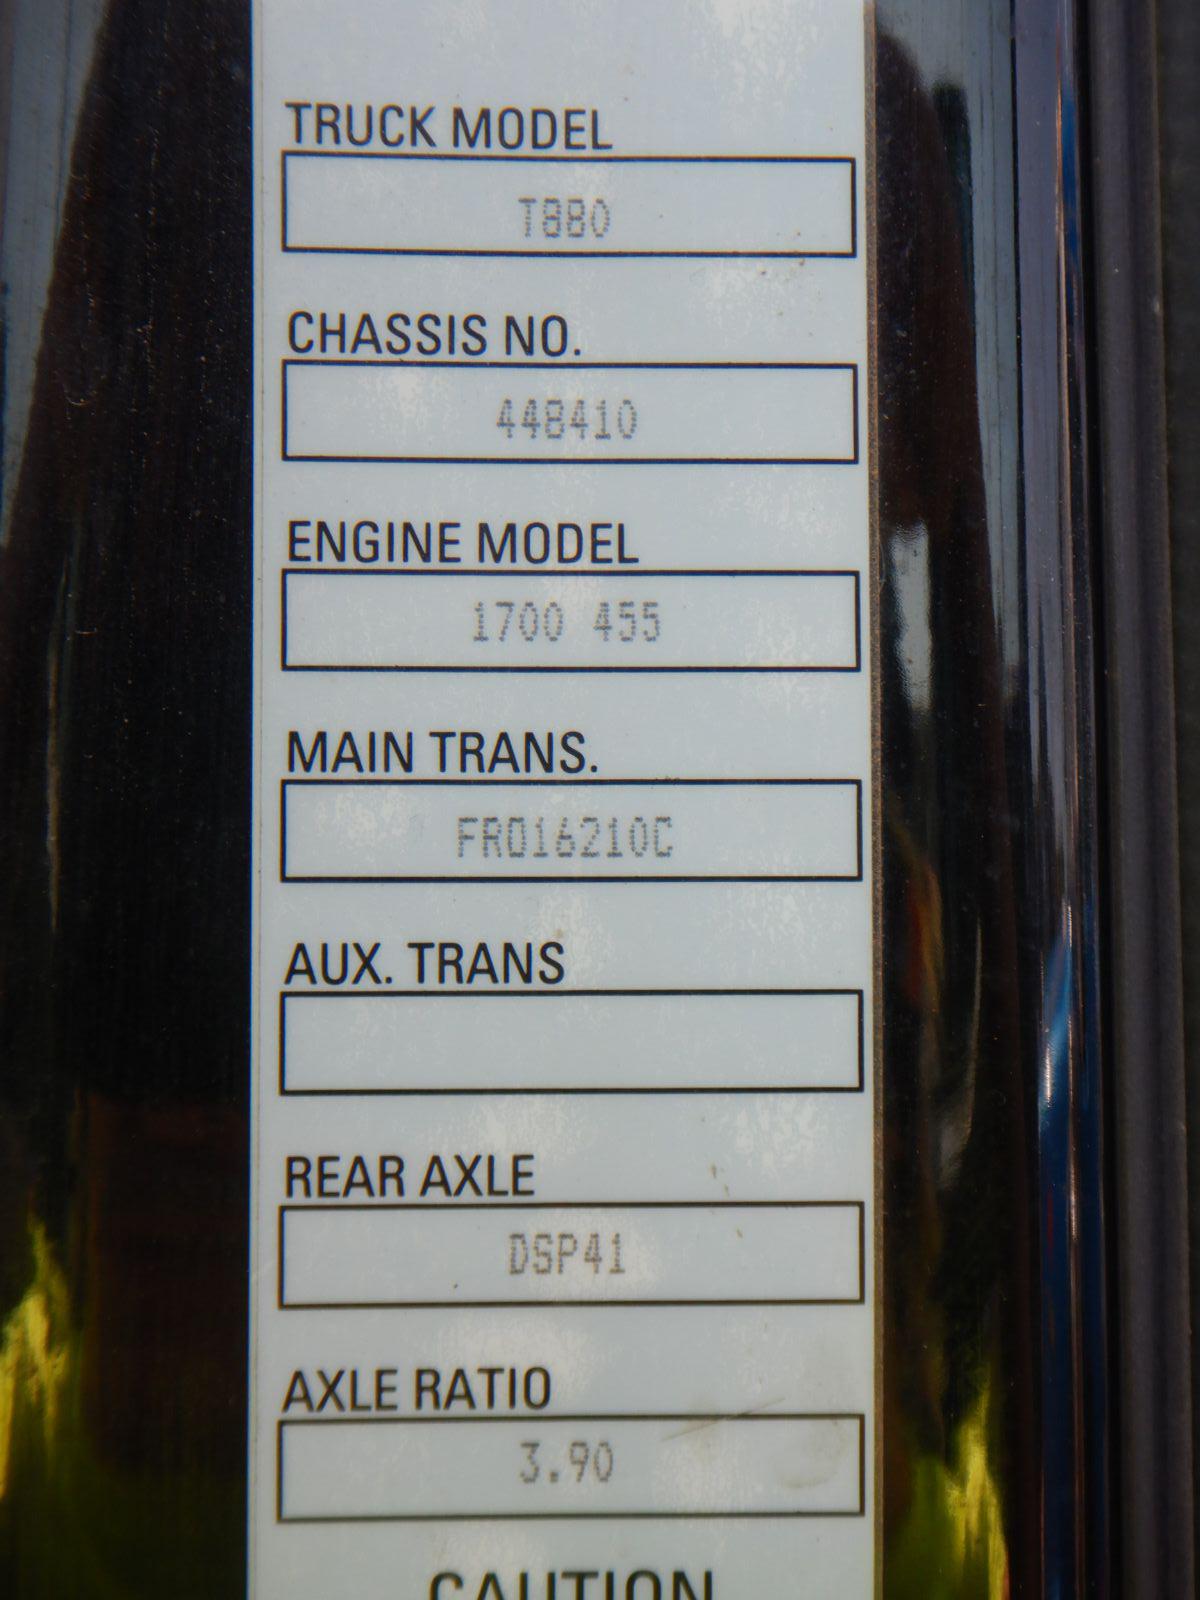 TRUCK MODEL
T880
CHASSIS NO.
448410
ENGINE MODEL
1700 455
MAIN TRANS.
FRO16210C
AUX. TRANS
REAR AXLE
DSP41
AXLE RATIO
3.90
CAUTION